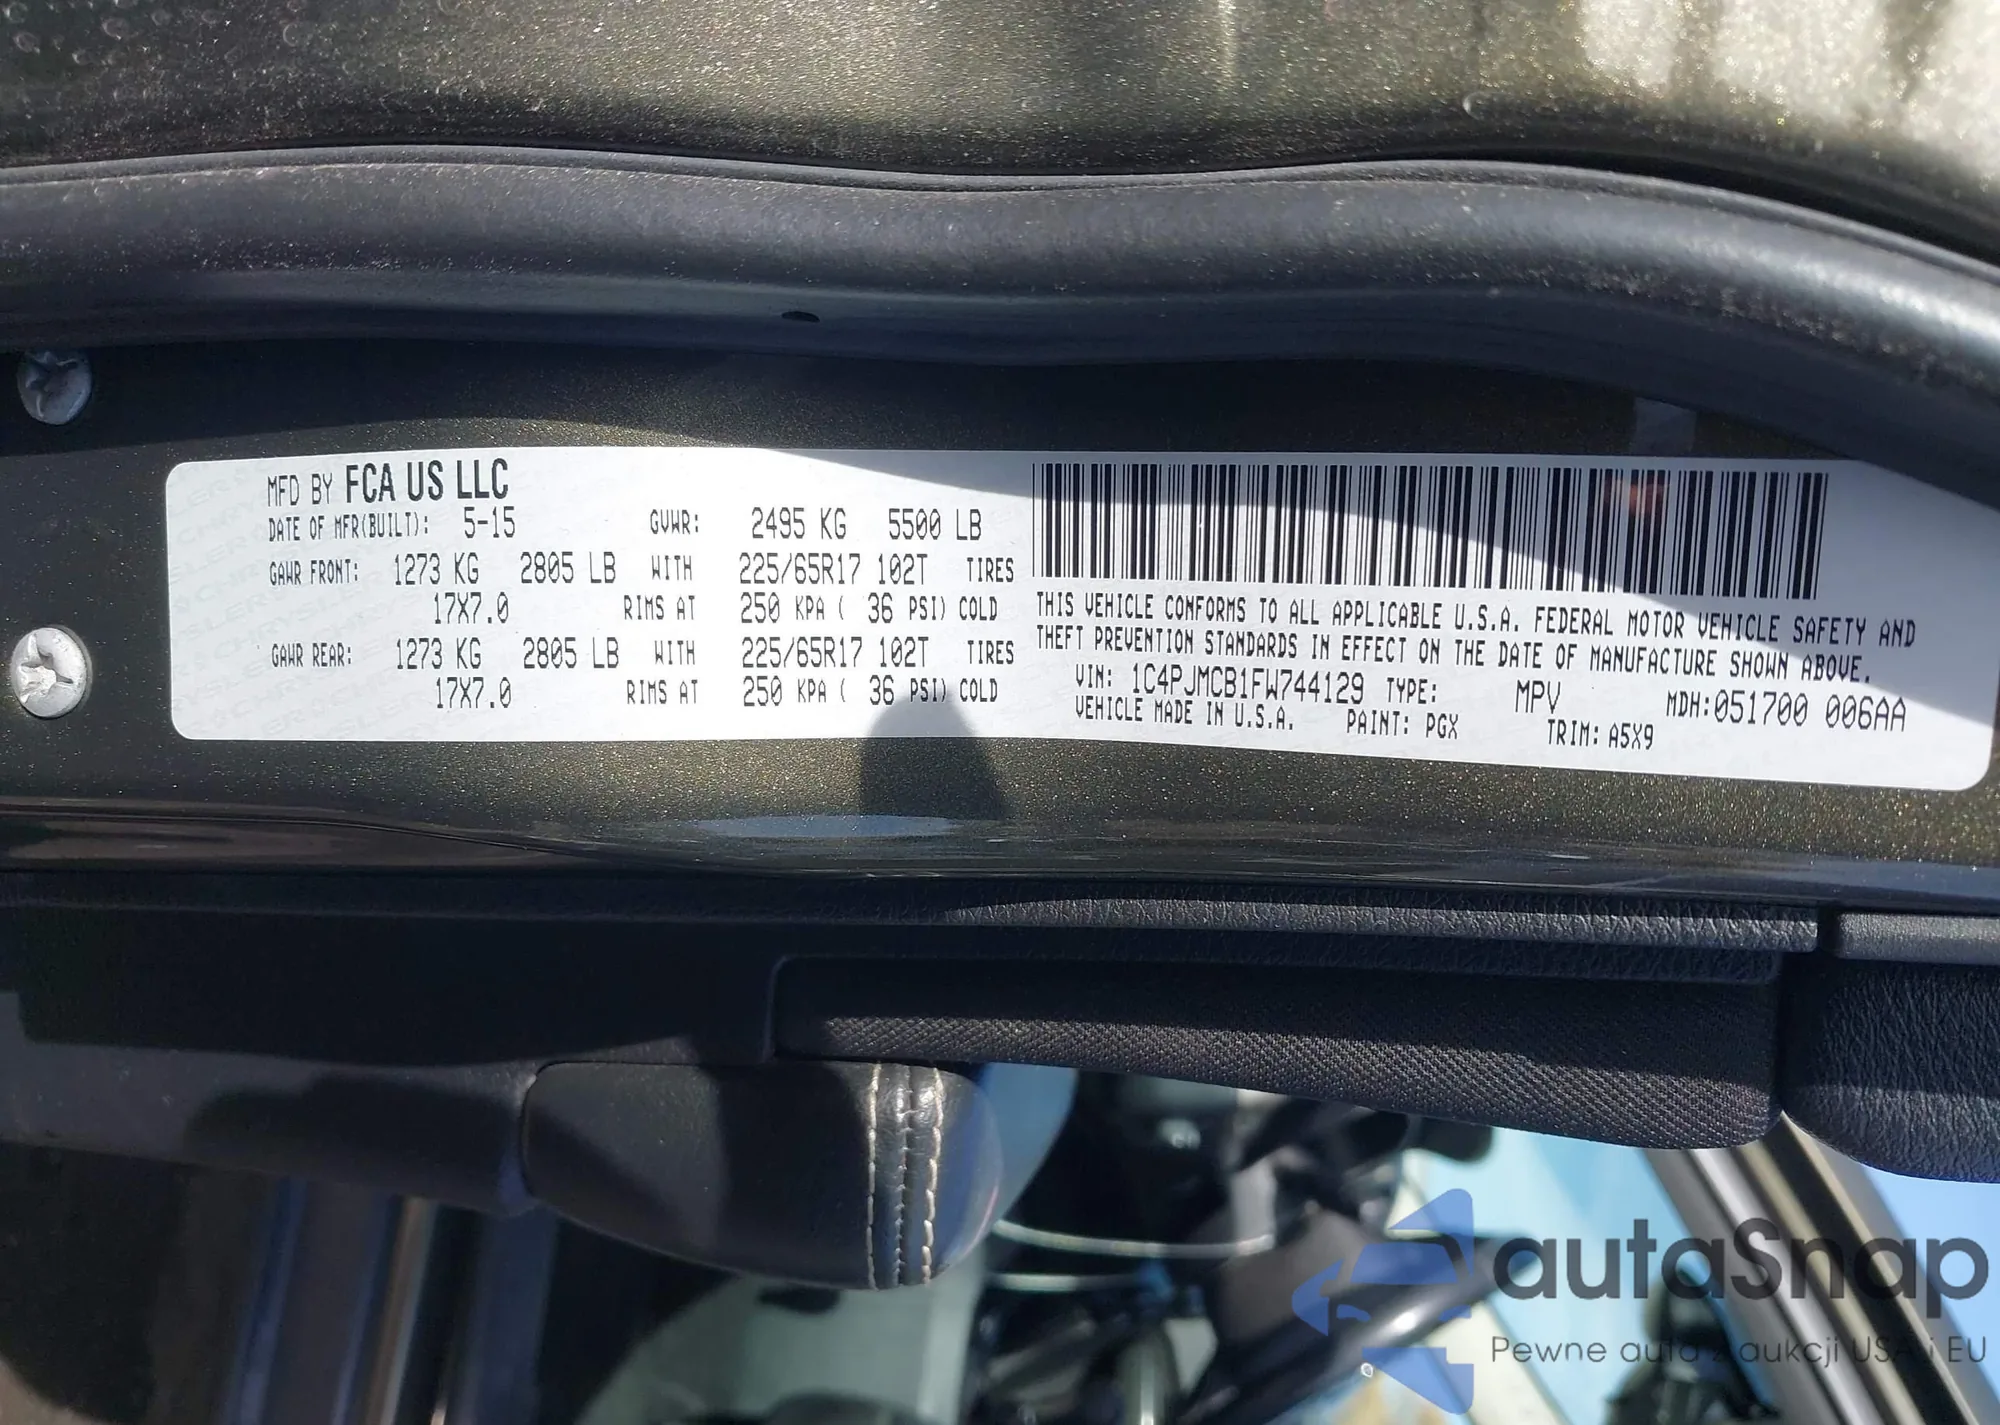 MFD BY FCA US LLC
DATE OF MFR(BUILT): 5-15 GVWR: 2495 KG 5500 LB
GAWR FRONT: 1273 KG 2805 LB WITH 225/65R17 102T TIRES
17X7.0 RIMS AT 250 KPA ( 36 PSI) COLD
GAWR REAR: 1273 KG 2805 LB WITH 225/65R17 102T TIRES
17X7.0 RIMS AT 250 KPA ( 36 PSI) COLD
THIS VEHICLE CONFORMS TO ALL APPLICABLE U.S.A. FEDERAL MOTOR VEHICLE SAFETY AND
THEFT PREVENTION STANDARDS IN EFFECT ON THE DATE OF MANUFACTURE SHOWN ABOVE.
VIN: 1C4PJMCB1FW744129 TYPE: MPV MDH:051700 006AA
VEHICLE MADE IN U.S.A. PAINT: PGX TRIM: A5X9
autaSnap
Pewne auta z aukcji USA i EU